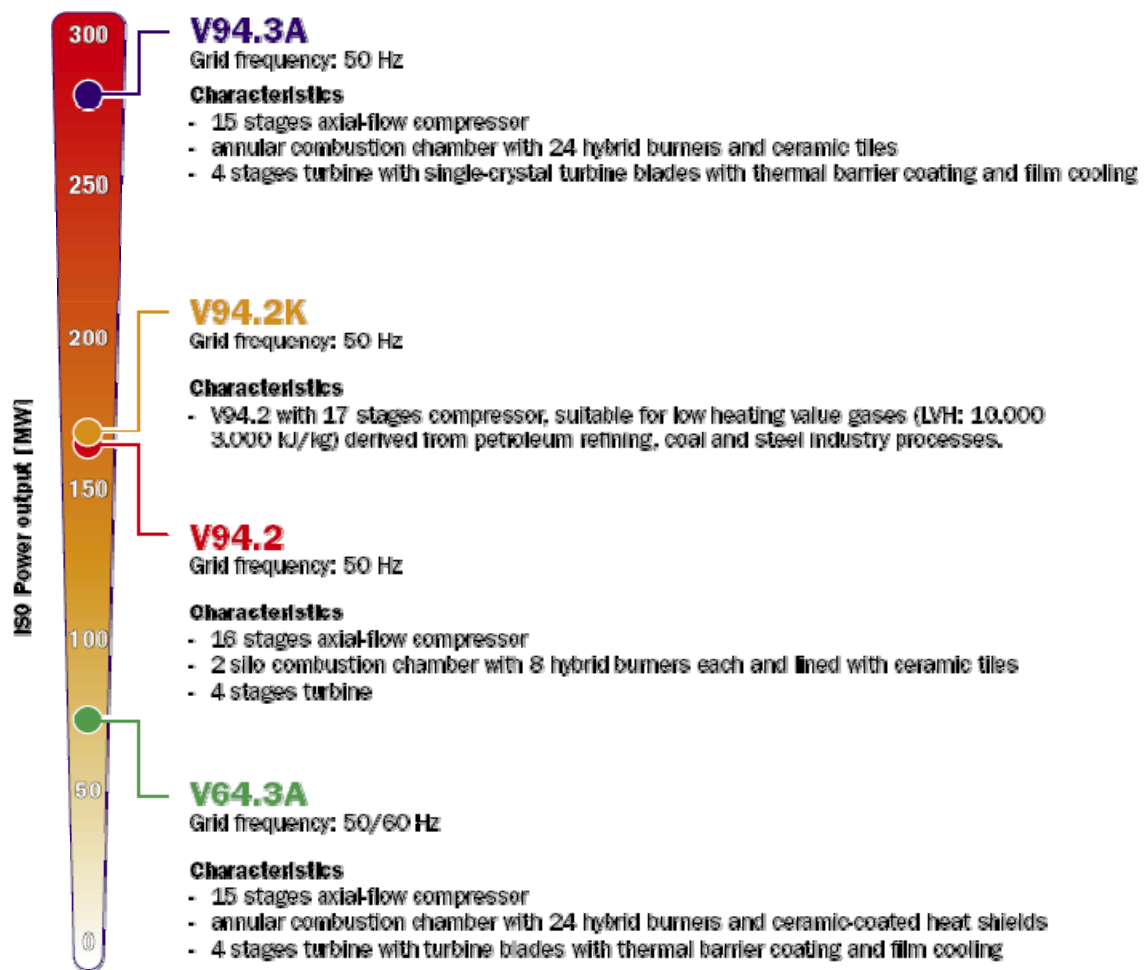 300
250
200
150
100
50
0
ISO Power output [MW]
V94.3A
Grid frequency: 50 Hz
Characteristics
- 15 stages axial-flow compressor
- annular combustion chamber with 24 hybrid burners and ceramic tiles
- 4 stages turbine with single-crystal turbine blades with thermal barrier coating and film cooling
V94.2K
Grid frequency: 50 Hz
Characteristics
- V94.2 with 17 stages compressor, suitable for low heating value gases (LVH: 10.000
3.000 kJ/kg) derived from petroleum refining, coal and steel industry processes.
V94.2
Grid frequency: 50 Hz
Characteristics
- 16 stages axial-flow compressor
- 2 silo combustion chamber with 8 hybrid burners each and lined with ceramic tiles
- 4 stages turbine
V64.3A
Grid frequency: 50/60 Hz
Characteristics
- 15 stages axial-flow compressor
- annular combustion chamber with 24 hybrid burners and ceramic-coated heat shields
- 4 stages turbine with turbine blades with thermal barrier coating and film cooling